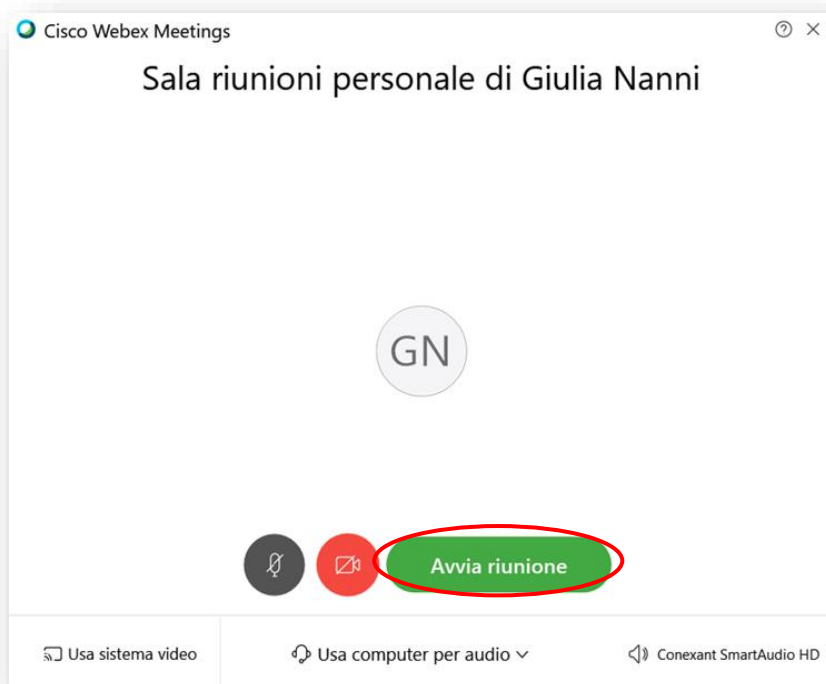 Cisco Webex Meetings
Sala riunioni personale di Giulia Nanni
GN
Avvia riunione
Usa sistema video
Usa computer per audio
Conexant SmartAudio HD